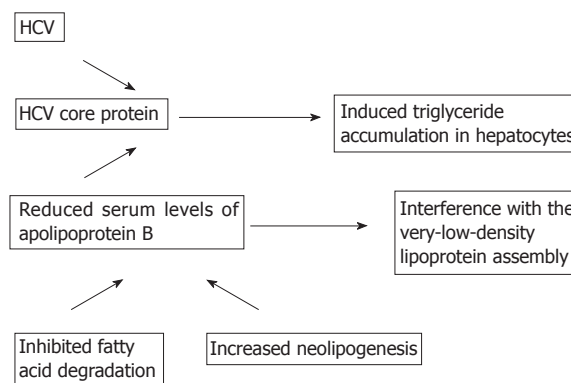 HCV
HCV core protein
Induced triglyceride
accumulation in hepatocytes
Reduced serum levels of
apolipoprotein B
Interference with the
very-low-density
lipoprotein assembly
Inhibited fatty
acid degradation
Increased neolipogenesis